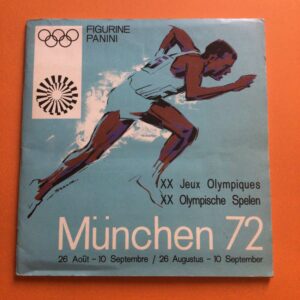 FIGURINE
PANINI
XX Jeux Olympiques
XX Olympische Spelen
München 72
26 Août - 10 Septembre / 26 Augustus - 10 September